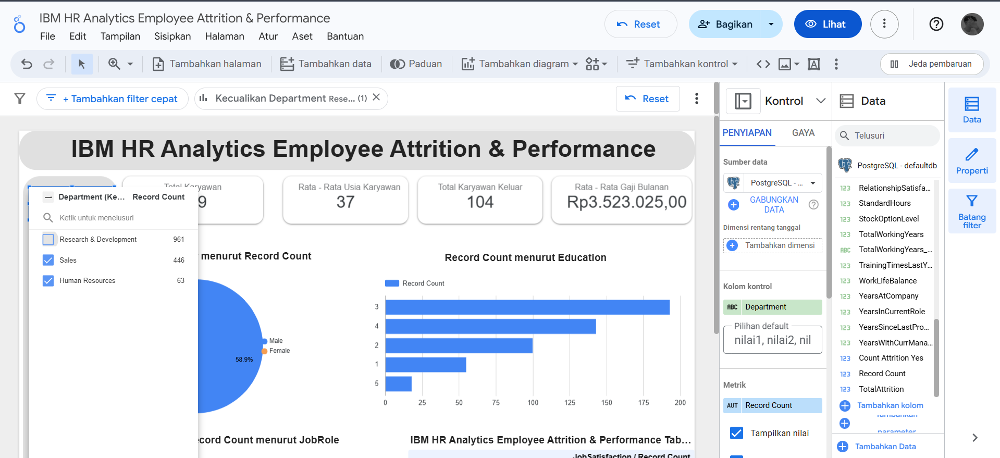 IBM HR Analytics Employee Attrition & Performance
File Edit Tampilan Sisipkan Halaman Atur Aset Bantuan
Reset
Bagikan
Lihat
Tambahkan halaman
Tambahkan data
Paduan
Tambahkan diagram
Tambahkan kontrol
Jeda pembaruan
+ Tambahkan filter cepat
Kecualikan Department Rese... (1)
Reset
IBM HR Analytics Employee Attrition & Performance
Total Karyawan
9
Rata - Rata Usia Karyawan
37
Total Karyawan Keluar
104
Rata - Rata Gaji Bulanan
Rp3.523.025,00
Department (Ke... Record Count
Ketik untuk menelusuri
Research & Development 961
Sales 446
Human Resources 63
menurut Record Count
Male
Female
58.9%
Record Count menurut Education
Record Count
3
4
2
1
5
0 25 50 75 100 125 150 175 200
cord Count menurut JobRole
IBM HR Analytics Employee Attrition & Performance Tab...
JobSatisfaction / Record Count
Kontrol
PENYIAPAN GAYA
Sumber data
PostgreSQL - ...
GABUNGKAN
DATA
Dimensi rentang tanggal
Tambahkan dimensi
Kolom kontrol
ABC Department
Pilihan default
nilai1, nilai2, nil
Metrik
AUT Record Count
Tampilkan nilai
Data
Telusuri
PostgreSQL - defaultdb
123 RelationshipSatisfa...
123 StandardHours
123 StockOptionLevel
123 TotalWorkingYears
ABC TotalWorkingYears_...
123 TrainingTimesLastY...
123 WorkLifeBalance
123 YearsAtCompany
123 YearsInCurrentRole
123 YearsSinceLastPro...
123 YearsWithCurrMana...
123 Count Attrition Yes
123 Record Count
123 TotalAttrition
Tambahkan kolom
Tambahkan
parameter
Tambahkan Data
Data
Properti
Batang
filter